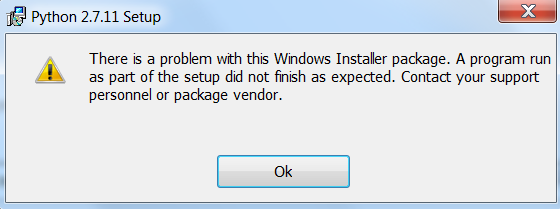 Python 2.7.11 Setup
There is a problem with this Windows Installer package. A program run
as part of the setup did not finish as expected. Contact your support
personnel or package vendor.
Ok